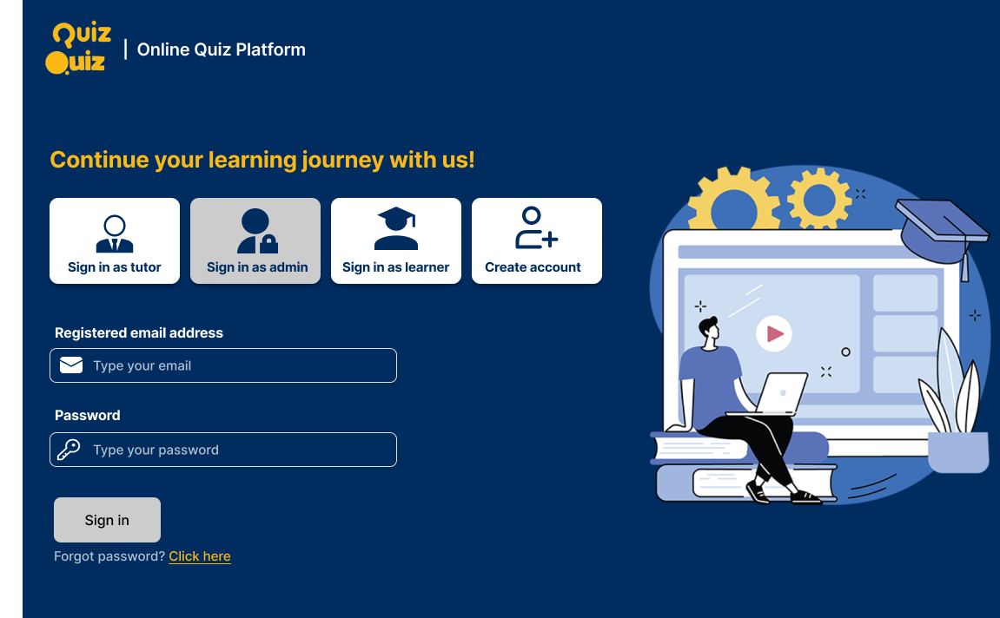 Quiz
Quiz
| Online Quiz Platform
Continue your learning journey with us!
Sign in as tutor
Sign in as admin
Sign in as learner
Create account
Registered email address
Type your email
Password
Type your password
Sign in
Forgot password? Click here